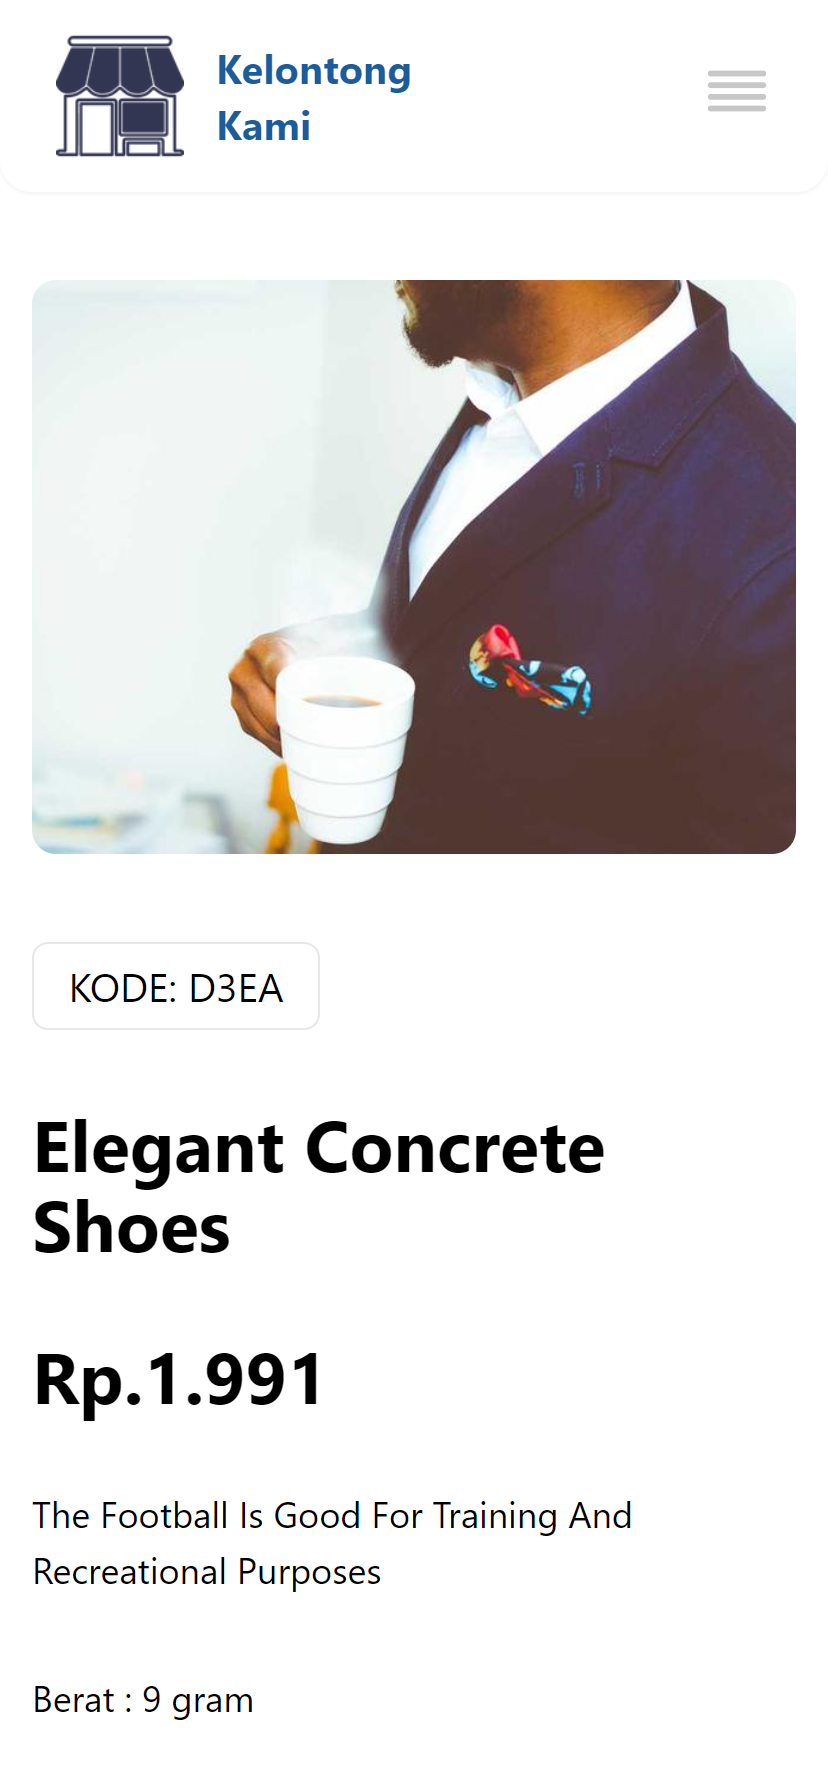 Kelontong
Kami
KODE: D3EA
Elegant Concrete
Shoes
Rp.1.991
The Football Is Good For Training And
Recreational Purposes
Berat : 9 gram